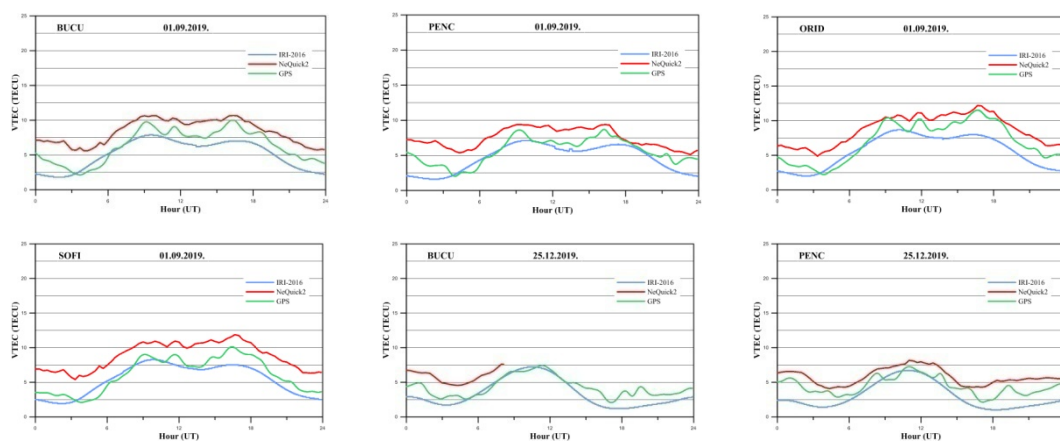 BUCU 01.09.2019.
25
20
15
10
5
0
VTEC (TECU)
IRI-2016
NeQuick2
GPS
0 6 12 18 24
Hour (UT)
PENC 01.09.2019.
25
20
15
10
5
0
VTEC (TECU)
IRI-2016
NeQuick2
GPS
0 6 12 18 24
Hour (UT)
ORID 01.09.2019.
25
20
15
10
5
0
VTEC (TECU)
IRI-2016
NeQuick2
GPS
0 6 12 18
Hour (UT)
SOFI 01.09.2019.
25
20
15
10
5
0
VTEC (TECU)
IRI-2016
NeQuick2
GPS
0 6 12 18 24
Hour (UT)
BUCU 25.12.2019.
25
20
15
10
5
0
VTEC (TECU)
IRI-2016
NeQuick2
GPS
0 6 12 18 24
Hour (UT)
PENC 25.12.2019.
25
20
15
10
5
0
VTEC (TECU)
IRI-2016
NeQuick2
GPS
0 6 12 18
Hour (UT)